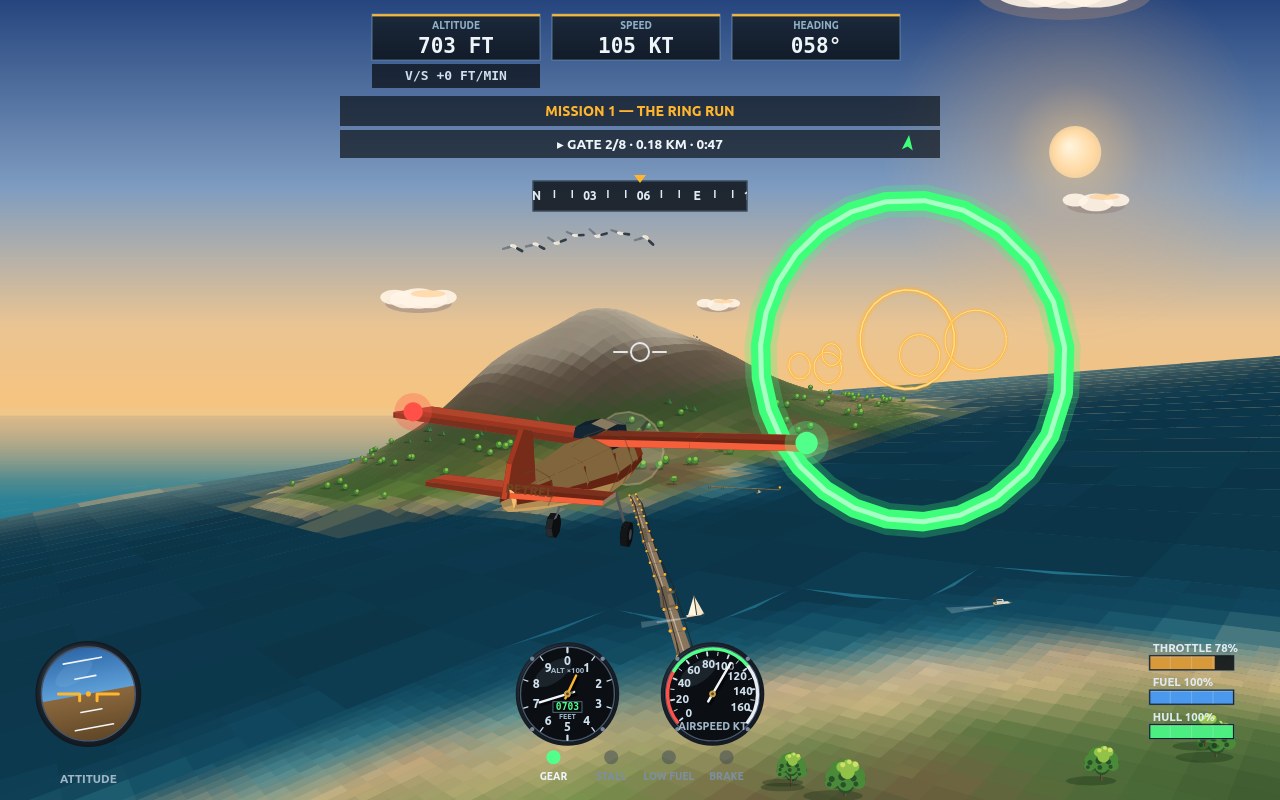 ALTITUDE
703 FT
SPEED
105 KT
HEADING
058°
V/S +0 FT/MIN
MISSION 1 — THE RING RUN
▸ GATE 2/8 · 0.18 KM · 0:47
N 03 06 E
THROTTLE 78%
FUEL 100%
HULL 100%
ATTITUDE
0 1 2 3 4 5 6 7 8 9
ALT ×100
0703
FEET
0 20 40 60 80 100 120 140 160
AIRSPEED KT
GEAR
STALL
LOW FUEL
BRAKE